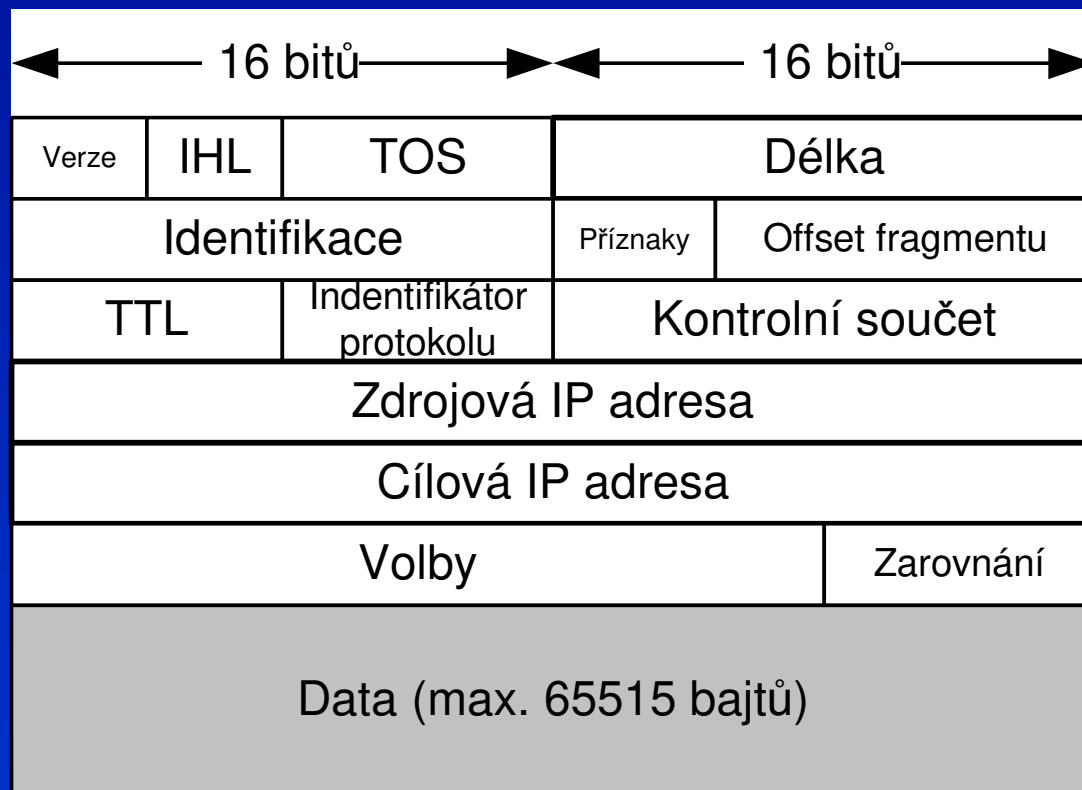 16 bitů 16 bitů
Verze IHL TOS Délka
Identifikace Příznaky Offset fragmentu
TTL Indentifikátor protokolu Kontrolní součet
Zdrojová IP adresa
Cílová IP adresa
Volby Zarovnání
Data (max. 65515 bajtů)